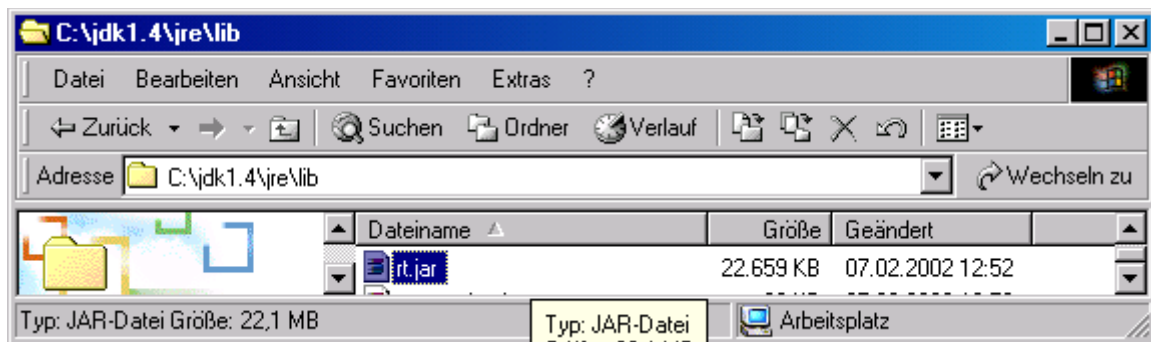 C:\jdk1.4\jre\lib
Datei Bearbeiten Ansicht Favoriten Extras ?
Zurück Suchen Ordner Verlauf
Adresse C:\jdk1.4\jre\lib Wechseln zu
Dateiname Größe Geändert
rt.jar 22.659 KB 07.02.2002 12:52
Typ: JAR-Datei Größe: 22,1 MB Typ: JAR-Datei Arbeitsplatz